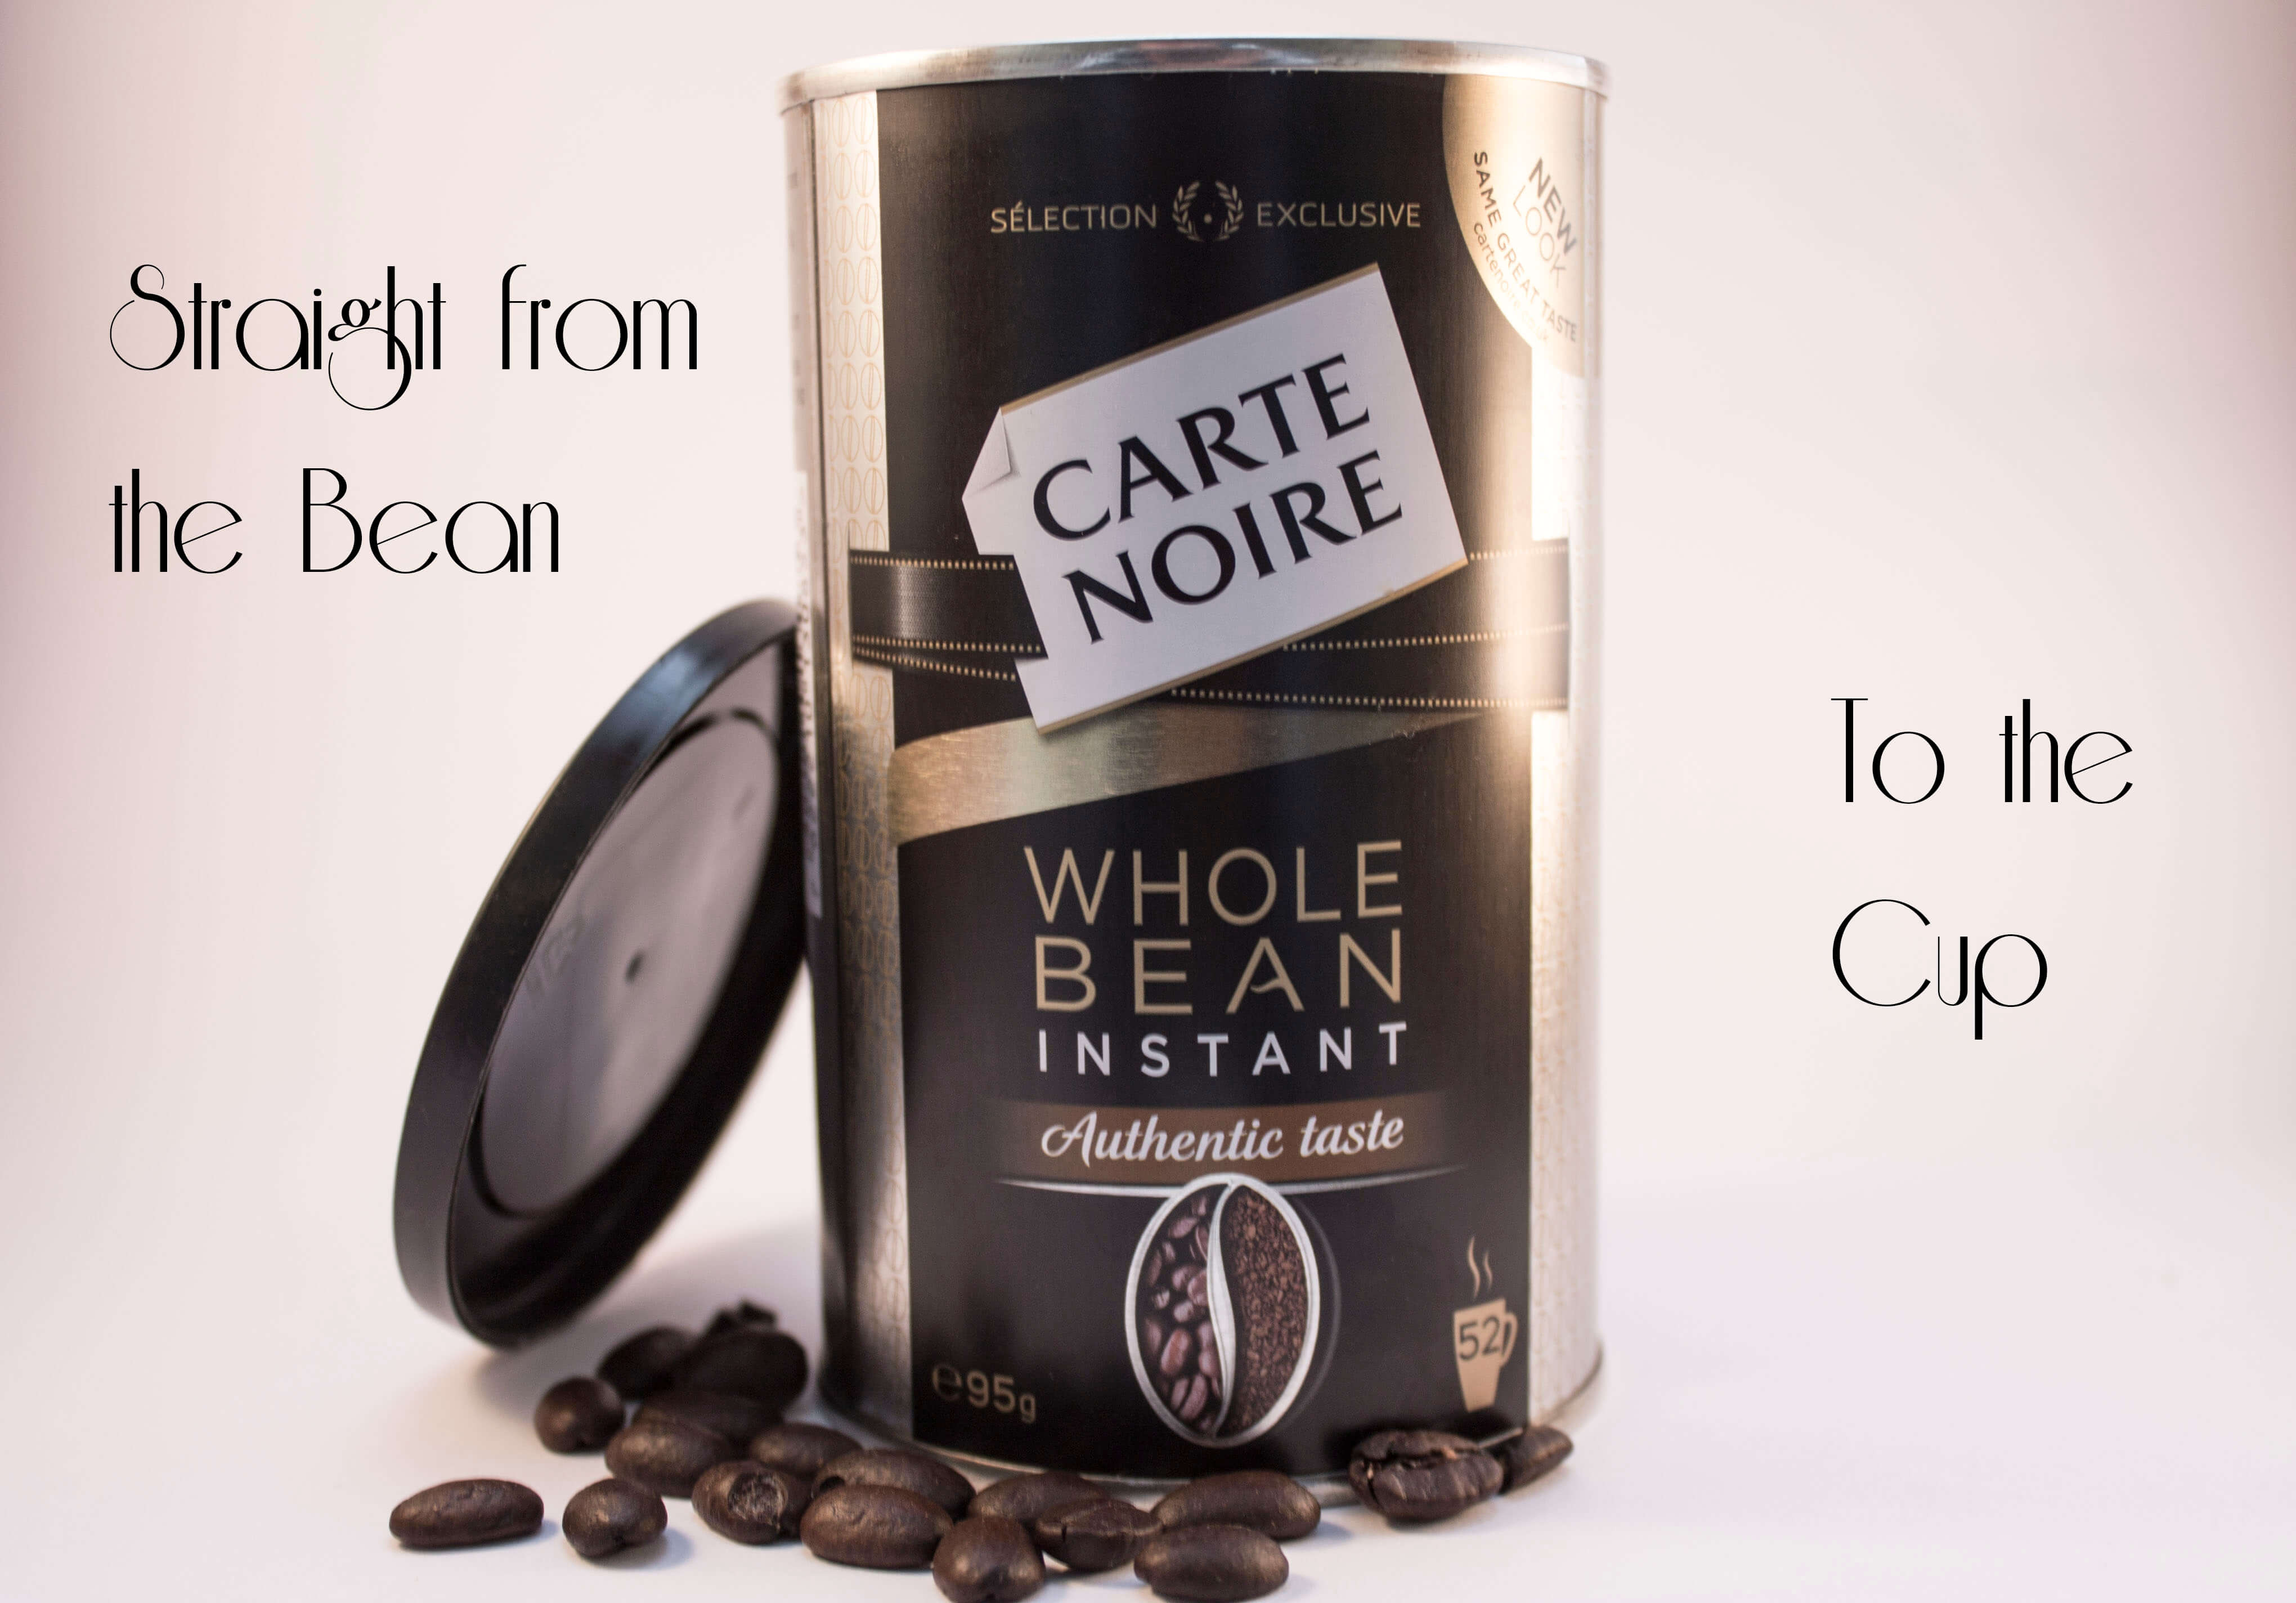 Straight from
the Bean
SÉLECTION EXCLUSIVE
NEW
LOOK
SAME GREAT TASTE
CARTE
NOIRE
To the
Cup
WHOLE
BEAN
INSTANT
Authentic taste
52
℮95g